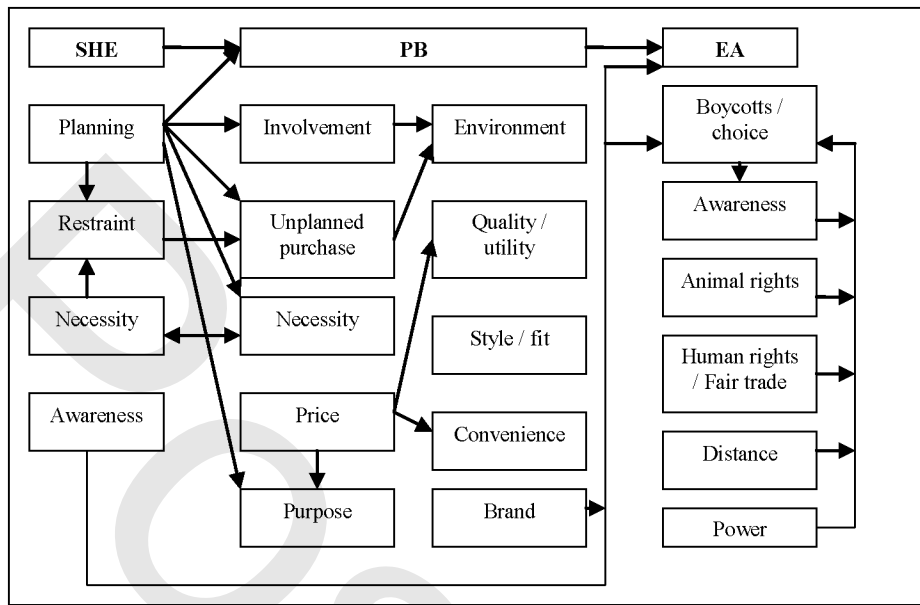 SHE
PB
EA
Planning
Involvement
Environment
Boycotts /
choice
Restraint
Unplanned
purchase
Quality /
utility
Awareness
Necessity
Necessity
Style / fit
Animal rights
Human rights
/ Fair trade
Awareness
Price
Convenience
Distance
Purpose
Brand
Power